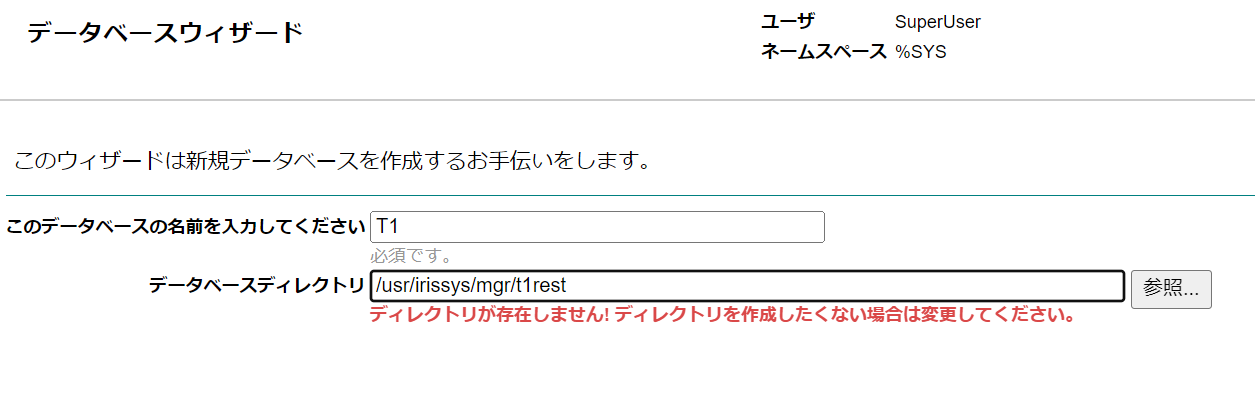 データベースウィザード
ユーザ SuperUser
ネームスペース %SYS
このウィザードは新規データベースを作成するお手伝いをします。
このデータベースの名前を入力してください T1
必須です。
データベースディレクトリ /usr/irissys/mgr/t1rest 参照...
ディレクトリが存在しません! ディレクトリを作成したくない場合は変更してください。